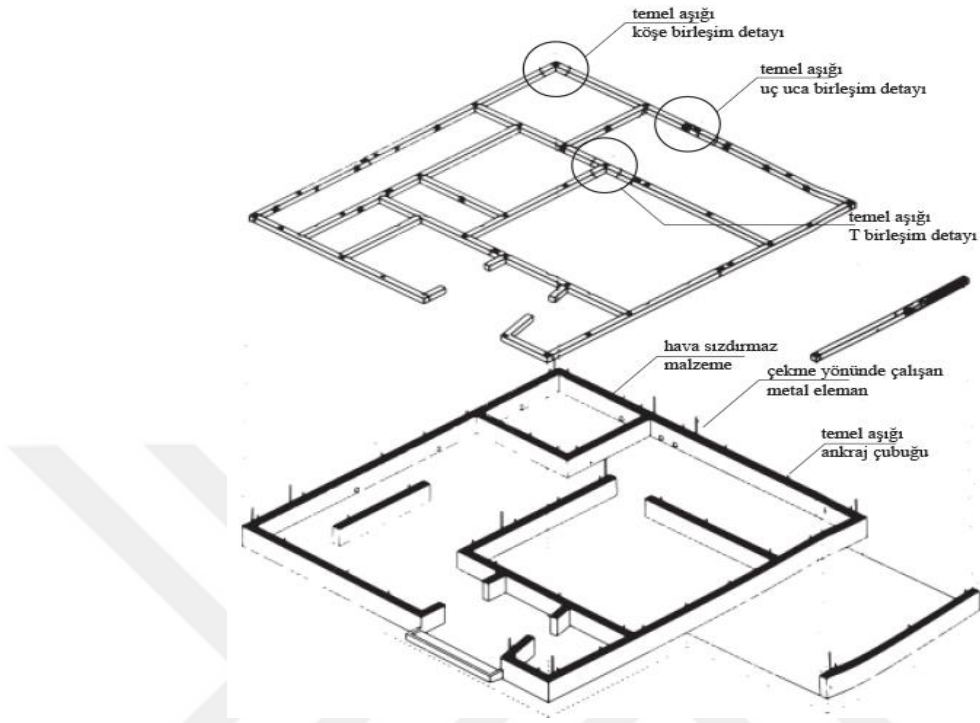 temel aşığı
köşe birleşim detayı
temel aşığı
uç uca birleşim detayı
temel aşığı
T birleşim detayı
hava sızdırmaz
malzeme
çekme yönünde çalışan
metal eleman
temel aşığı
ankraj çubuğu